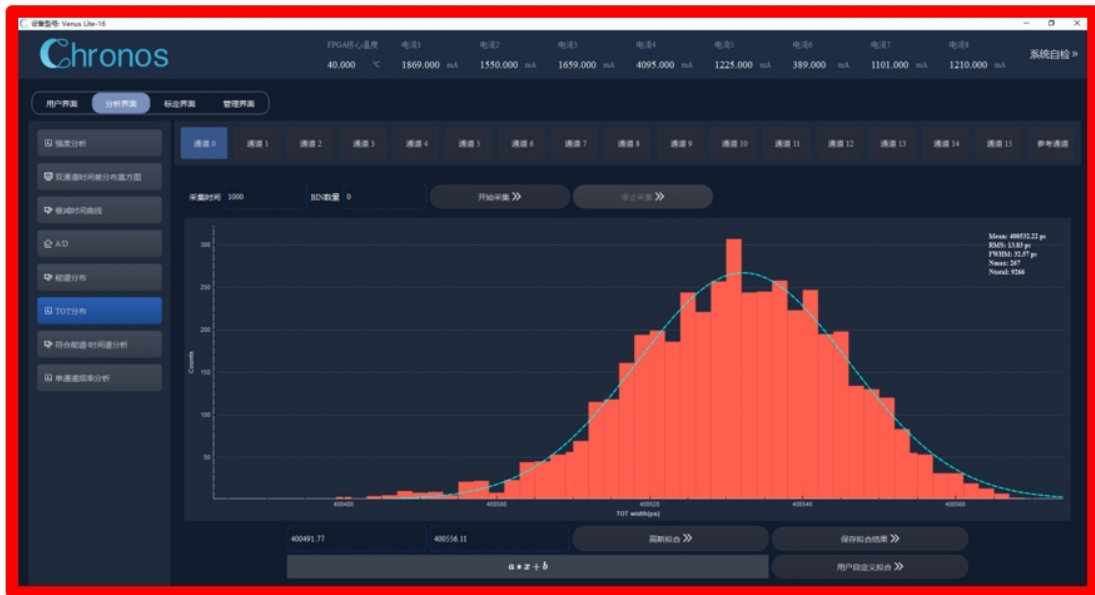 设备型号: Venus Lite-16
Chronos
FPGA核心温度 电流1 电流2 电流3 电流4 电流5 电流6 电流7 电流8
40.000 ℃ 1869.000 mA 1550.000 mA 1659.000 mA 4095.000 mA 1225.000 mA 389.000 mA 1101.000 mA 1210.000 mA
系统自检 »
用户界面 分析界面 标定界面 管理界面
强度分析
双通道时间差分布直方图
衰减时间曲线
A/D
能谱分布
TOT分布
符合能谱/时间谱分析
单通道频率分析
通道 0 通道 1 通道 2 通道 3 通道 4 通道 5 通道 6 通道 7 通道 8 通道 9 通道 10 通道 11 通道 12 通道 13 通道 14 通道 15 参考通道
采集时间 1000 BIN数量 0 开始采集 » 停止采集 »
Mean: 400532.22 ps
RMS: 13.83 ps
FWHM: 32.57 ps
Nmax: 267
Ntotal: 9266
300
250
200
150
100
50
Counts
400480 400500 400520 400540 400560
TOT width(ps)
400491.77 400556.11 高斯拟合 » 保存拟合结果 »
a * x + b 用户自定义拟合 »